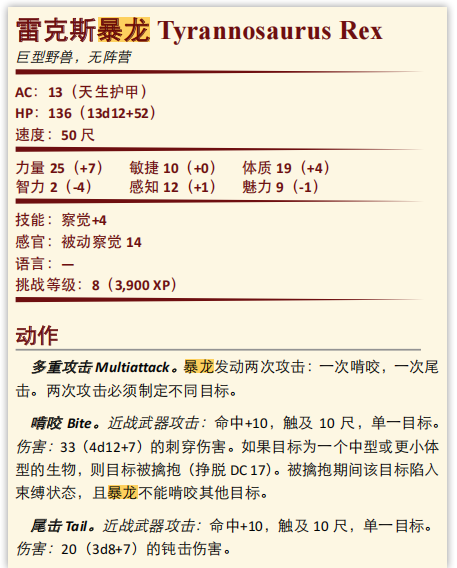 雷克斯暴龙 Tyrannosaurus Rex
巨型野兽，无阵营
AC：13（天生护甲）
HP：136（13d12+52）
速度：50 尺
力量 25（+7） 敏捷 10（+0） 体质 19（+4）
智力 2（-4） 感知 12（+1） 魅力 9（-1）
技能：察觉+4
感官：被动察觉 14
语言：—
挑战等级：8（3,900 XP）
动作
多重攻击 Multiattack。暴龙发动两次攻击：一次啃咬，一次尾
击。两次攻击必须制定不同目标。
啃咬 Bite。近战武器攻击：命中+10，触及 10 尺，单一目标。
伤害：33（4d12+7）的刺穿伤害。如果目标为一个中型或更小体
型的生物，则目标被擒抱（挣脱 DC 17）。被擒抱期间该目标陷入
束缚状态，且暴龙不能啃咬其他目标。
尾击 Tail。近战武器攻击：命中+10，触及 10 尺，单一目标。
伤害：20（3d8+7）的钝击伤害。